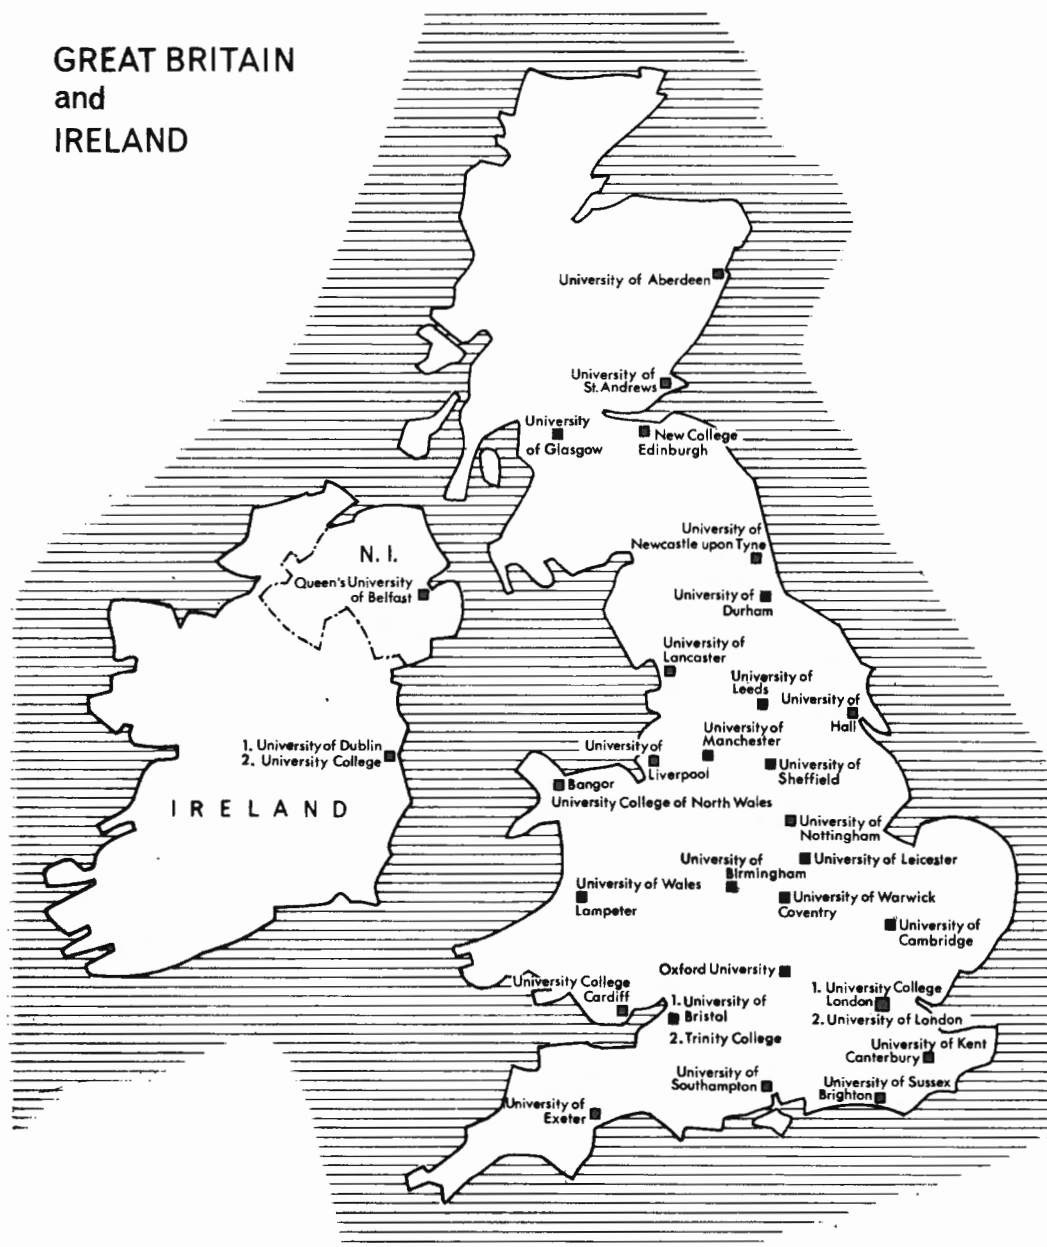 GREAT BRITAIN
and
IRELAND
University of Aberdeen
University of
St. Andrews
University
of Glasgow
New College
Edinburgh
University of
Newcastle upon Tyne
N. I.
Queen's University
of Belfast
University of
Durham
University of
Lancaster
University of
Leeds
University of
Hall
University of
Manchester
1. University of Dublin
2. University College
University of
Liverpool
University of
Sheffield
Bangor
University College of North Wales
IRELAND
University of
Nottingham
University of
Birmingham
University of Leicester
University of Wales
Lampeter
University of Warwick
Coventry
University of
Cambridge
Oxford University
University College
Cardiff
1. University of
Bristol
2. Trinity College
1. University College
London
2. University of London
University of Kent
Canterbury
University of
Southampton
University of Sussex
Brighton
University of
Exeter